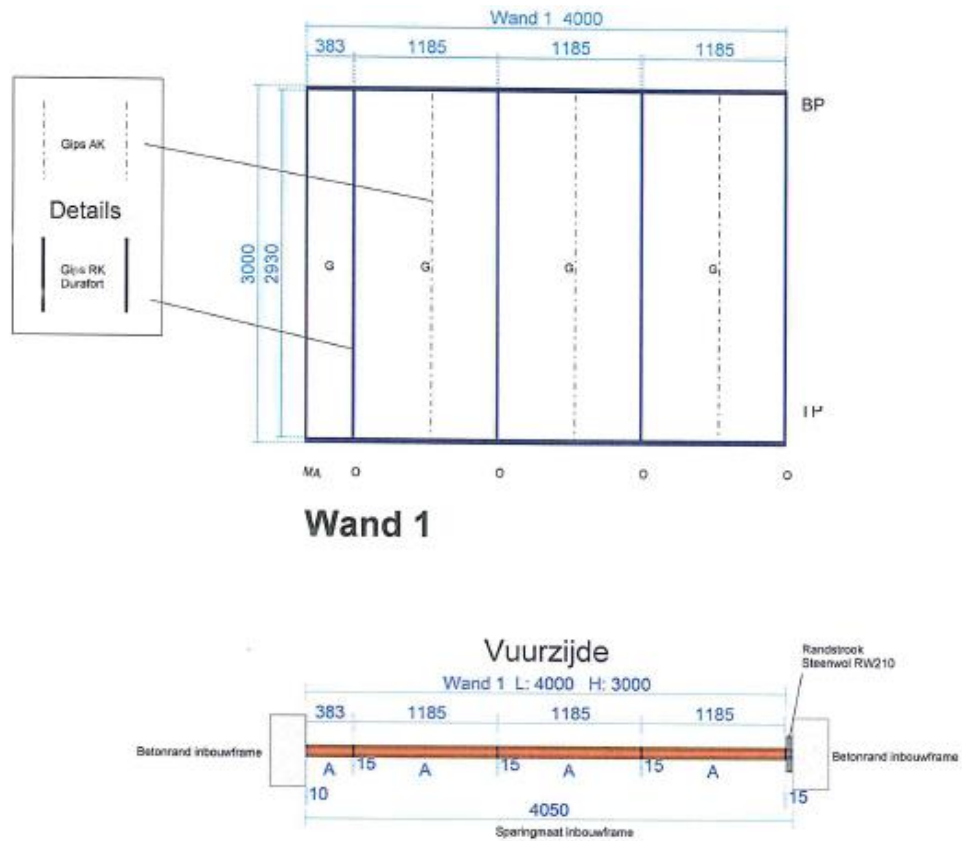 Wand 1 4000
383 1185 1185 1185
BP
Gips AK
Details
Gips RK
Durafort
3000
2930
G G G G
TP
MA. O O O O
Wand 1
Vuurzijde
Randstrook
Steenwol RW210
Wand 1 L: 4000 H: 3000
383 1185 1185 1185
Betonrand inbouwframe
Betonrand inbouwframe
A 15 A 15 A 15 A
10 15
4050
Sparingmaat inbouwframe